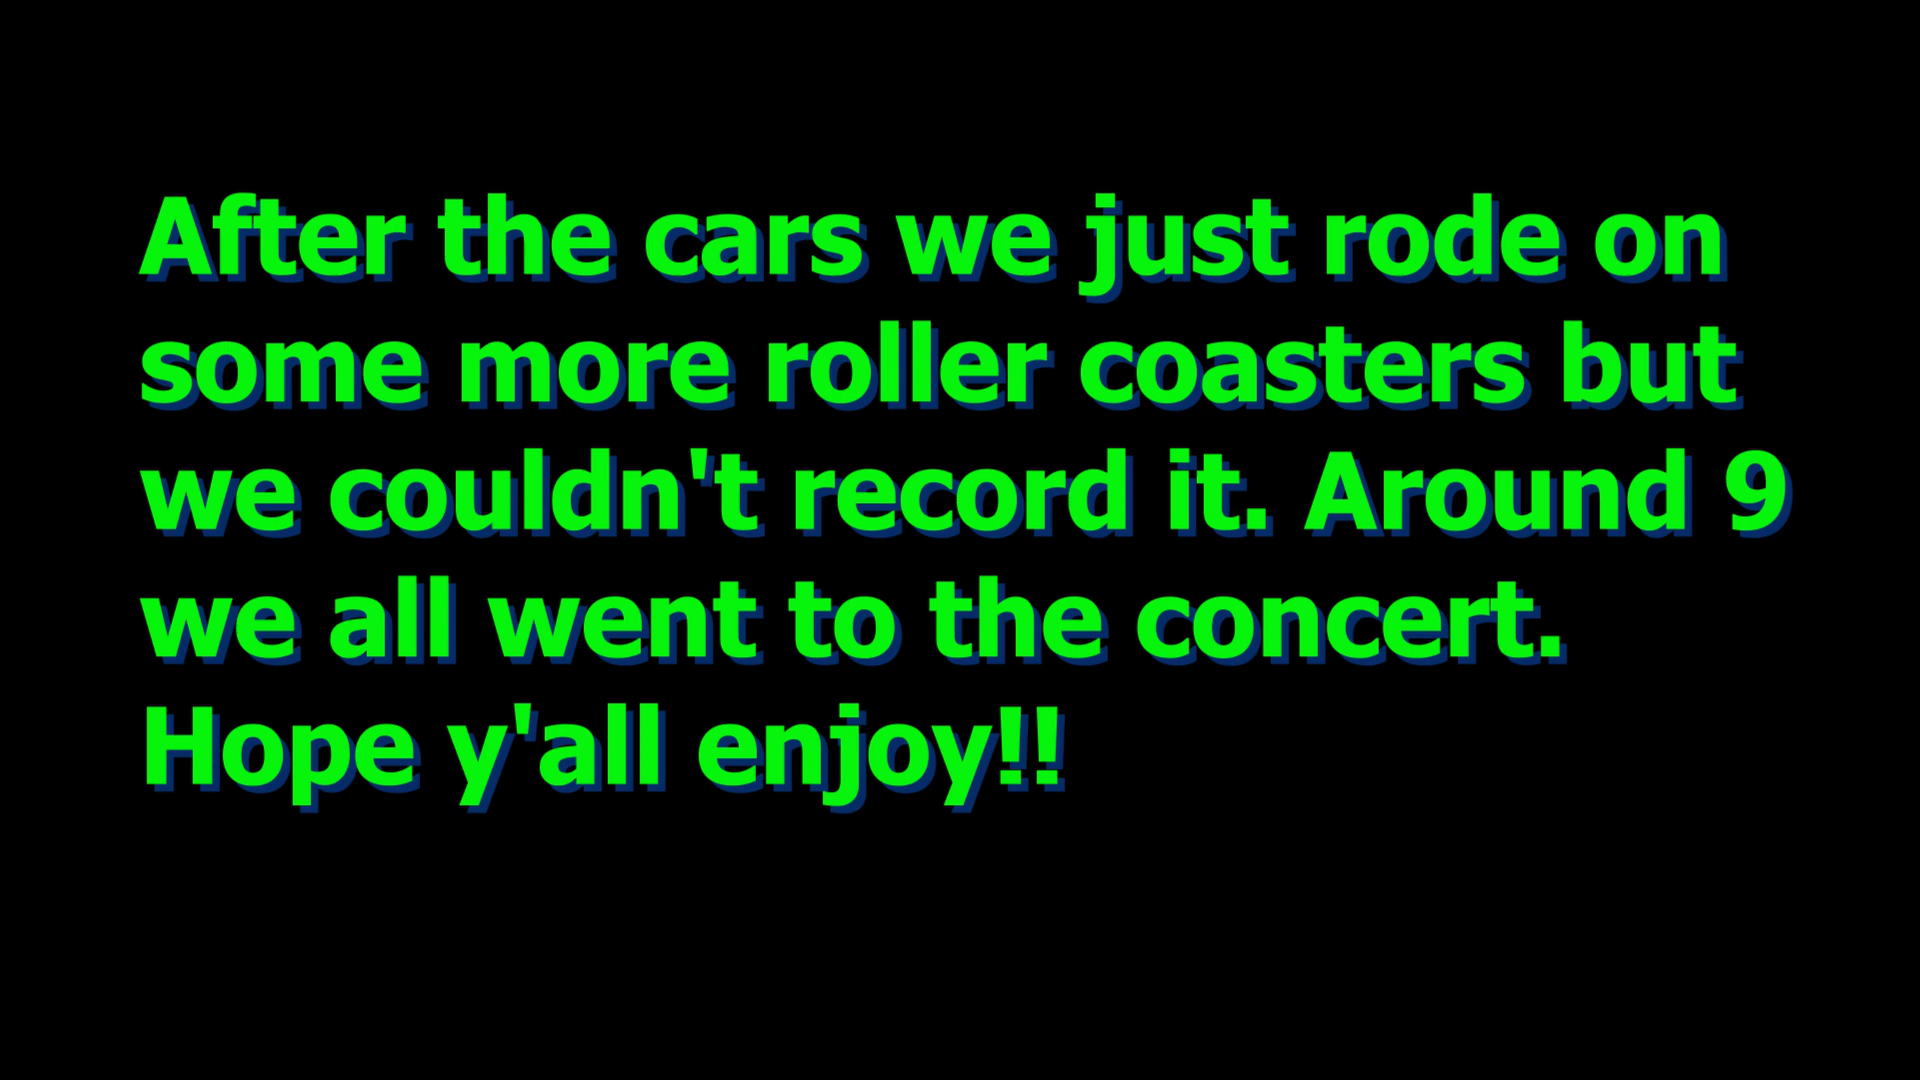 After the cars we just rode on
some more roller coasters but
we couldn't record it. Around 9
we all went to the concert.
Hope y'all enjoy!!